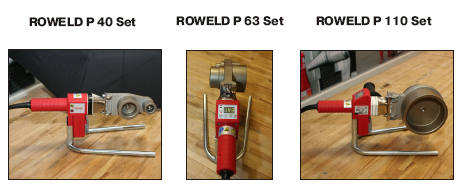 ROWELD P 40 Set
ROWELD P 63 Set
ROWELD P 110 Set